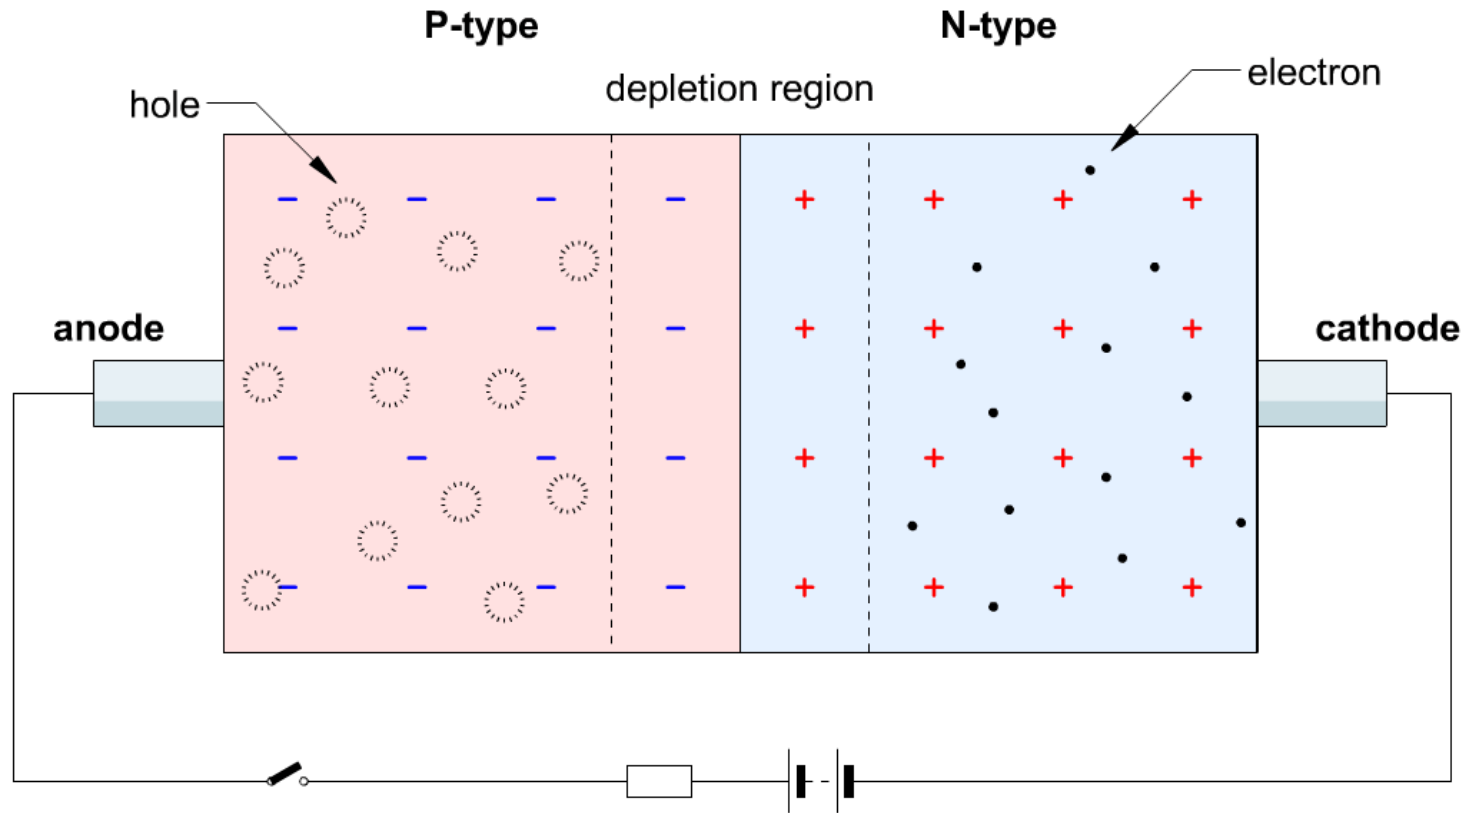 P-type
N-type
depletion region
electron
hole
anode
cathode